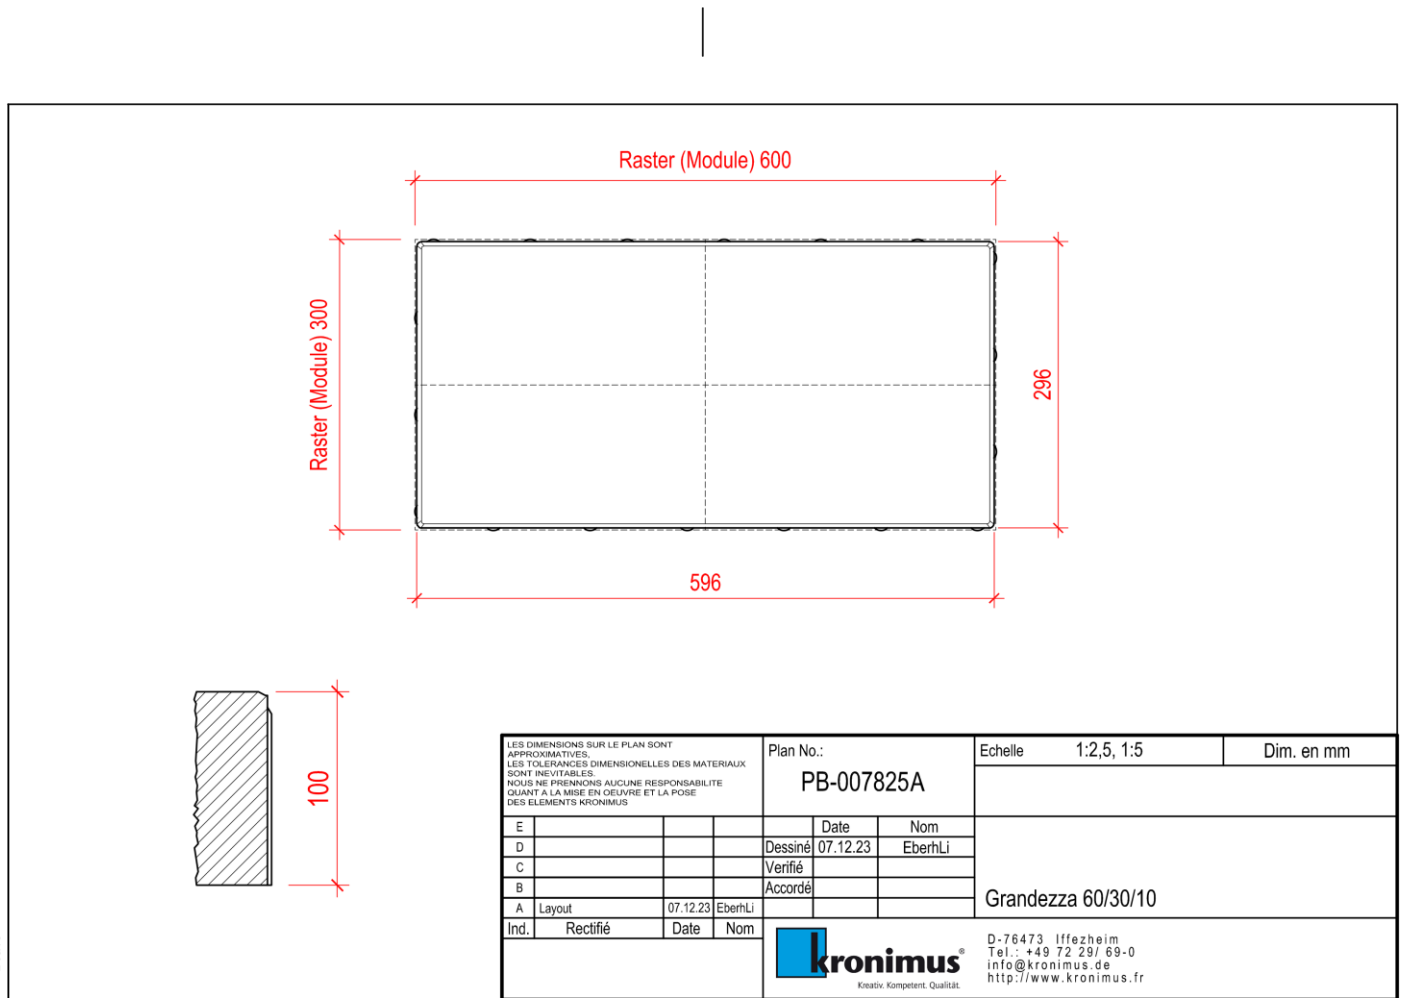 Raster (Module) 600
Raster (Module) 300
296
596
100
LES DIMENSIONS SUR LE PLAN SONT
APPROXIMATIVES,
LES TOLERANCES DIMENSIONELLES DES MATERIAUX
SONT INEVITABLES.
NOUS NE PRENNONS AUCUNE RESPONSABILITE
QUANT A LA MISE EN OEUVRE ET LA POSE
DES ELEMENTS KRONIMUS
Plan No.:
PB-007825A
Echelle 1:2,5, 1:5 Dim. en mm
E Date Nom
D Dessiné 07.12.23 EberhLi
C Verifié
B Accordé
A Layout 07.12.23 EberhLi
Ind. Rectifié Date Nom
Grandezza 60/30/10
kronimus®
Kreativ. Kompetent. Qualität.
D-76473 Iffezheim
Tel.: +49 72 29/ 69-0
info@kronimus.de
http://www.kronimus.fr